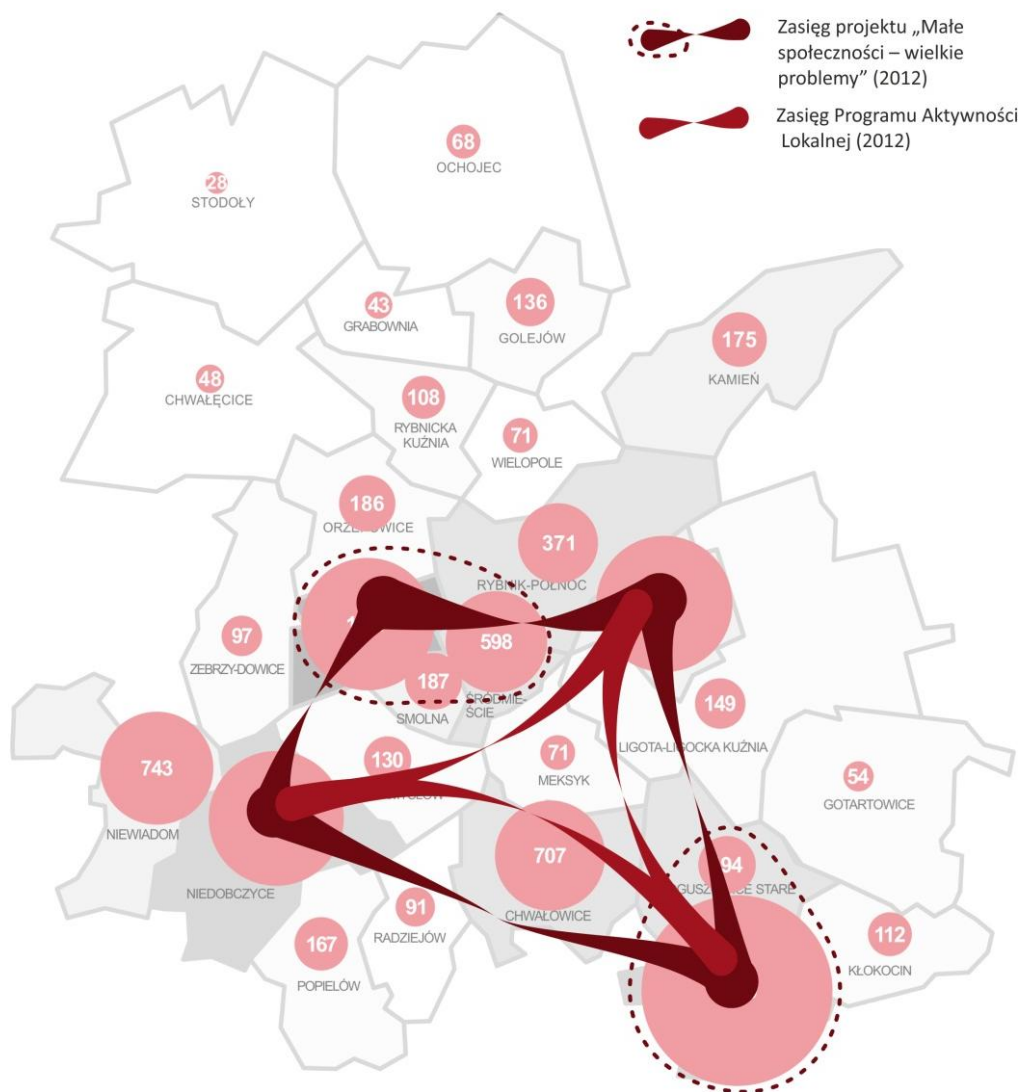 Zasięg projektu „Małe
społeczności – wielkie
problemy” (2012)
Zasięg Programu Aktywności
Lokalnej (2012)
68
OCHOJEC
28
STODOŁY
43
GRABOWNIA
136
GOLEJÓW
175
KAMIEŃ
48
CHWAŁĘCICE
108
RYBNICKA
KUŹNIA
71
WIELOPOLE
186
371
RYBNIK-PÓŁNOC
97
ZEBRZY-DOWICE
598
187
SMOLNA
ŚRÓDMIE-
ŚCIE
149
LIGOTA-LIGOCKA KUŹNIA
743
NIEWIADOM
130
71
MEKSYK
54
GOTARTOWICE
NIEDOBCZYCE
707
CHWAŁOWICE
94
91
RADZIEJÓW
112
KŁOKOCIN
167
POPIELÓW